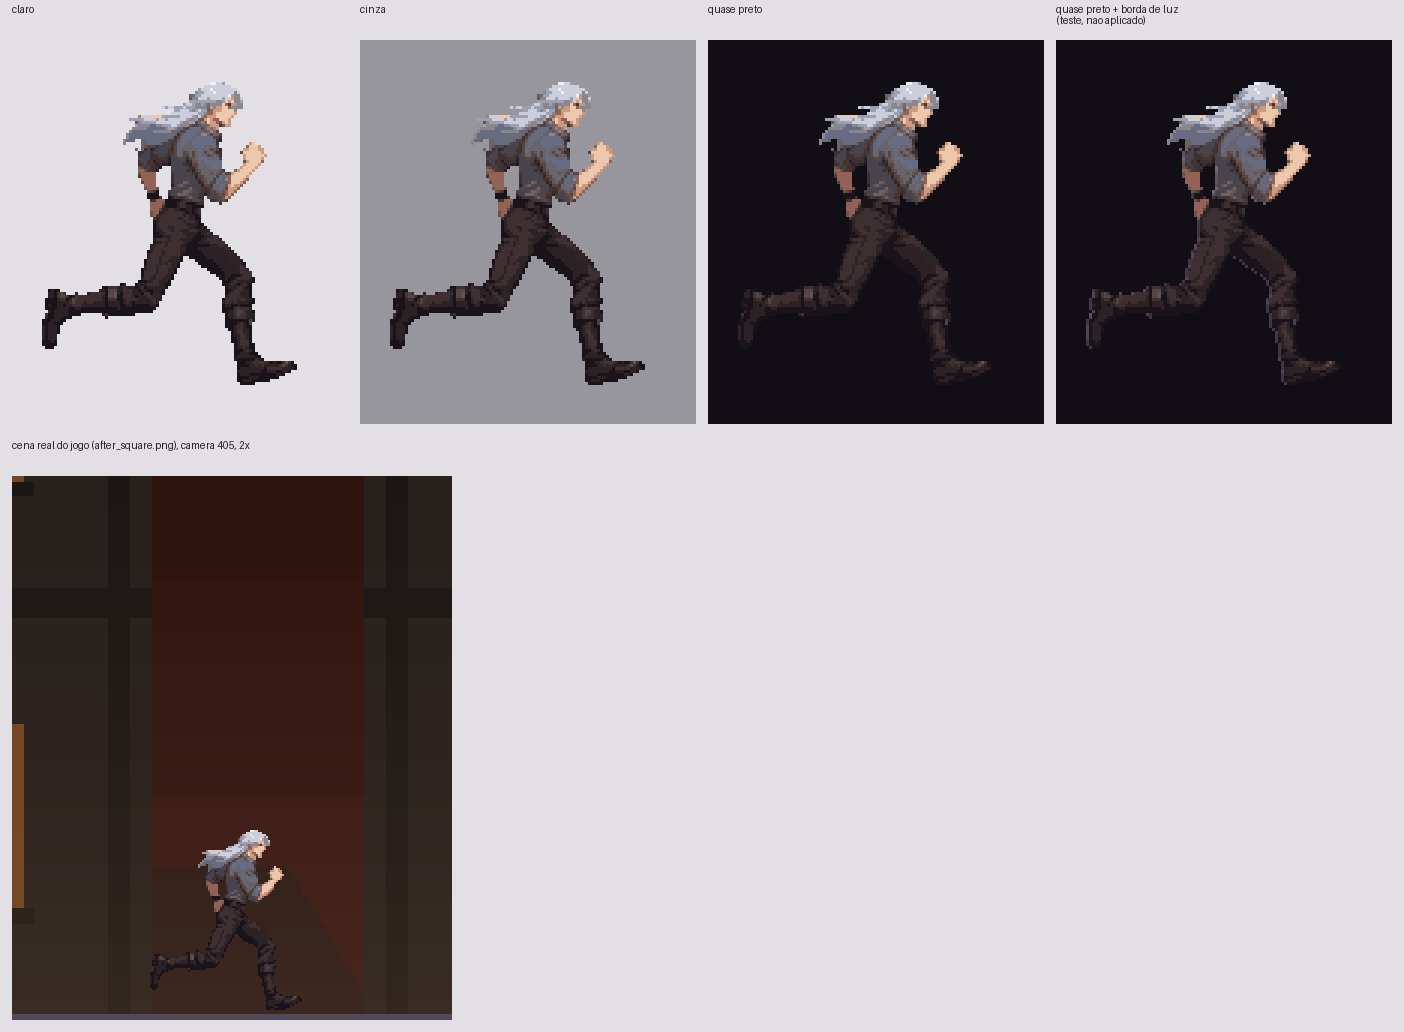 claro
cinza
quase preto
quase preto + borda de luz
(teste, nao aplicado)
cena real do jogo (after_square.png), camera 405, 2x